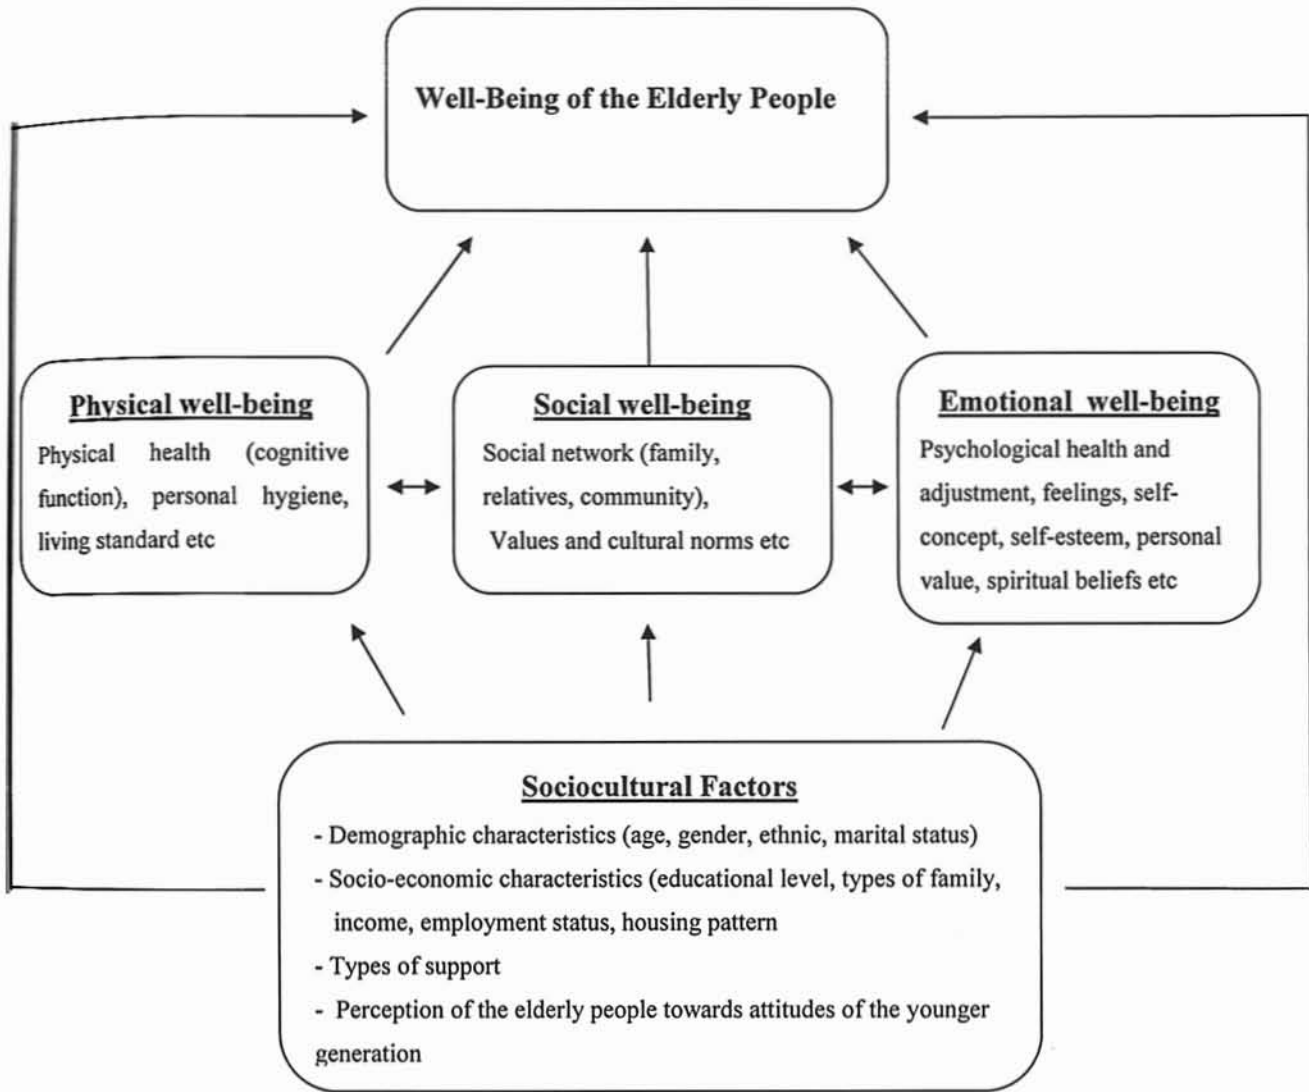 Well-Being of the Elderly People
Physical well-being
Physical health (cognitive
function), personal hygiene,
living standard etc
Social well-being
Social network (family,
relatives, community),
Values and cultural norms etc
Emotional well-being
Psychological health and
adjustment, feelings, self-
concept, self-esteem, personal
value, spiritual beliefs etc
Sociocultural Factors
- Demographic characteristics (age, gender, ethnic, marital status)
- Socio-economic characteristics (educational level, types of family,
income, employment status, housing pattern
- Types of support
- Perception of the elderly people towards attitudes of the younger
generation